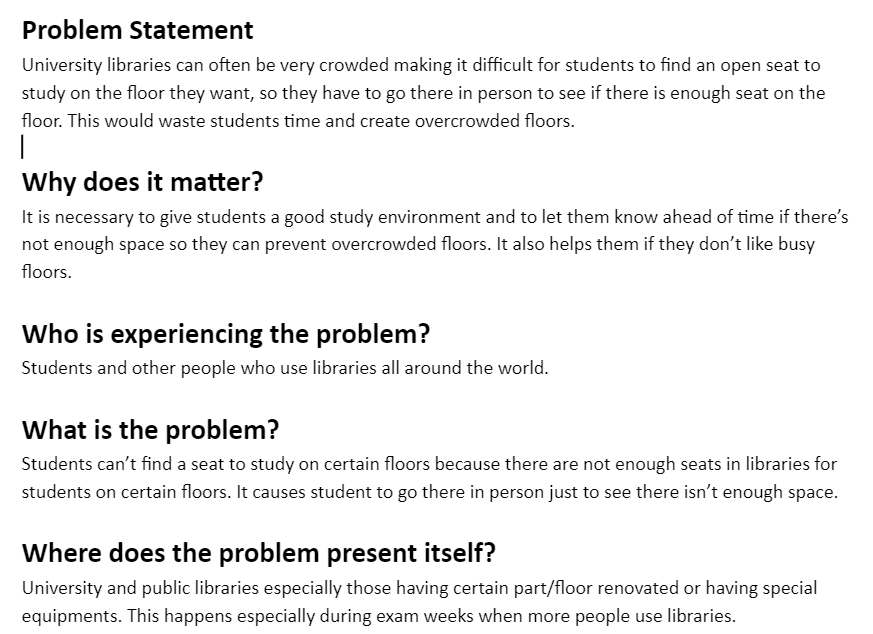 Problem Statement
University libraries can often be very crowded making it difficult for students to find an open seat to
study on the floor they want, so they have to go there in person to see if there is enough seat on the
floor. This would waste students time and create overcrowded floors.
Why does it matter?
It is necessary to give students a good study environment and to let them know ahead of time if there’s
not enough space so they can prevent overcrowded floors. It also helps them if they don’t like busy
floors.
Who is experiencing the problem?
Students and other people who use libraries all around the world.
What is the problem?
Students can’t find a seat to study on certain floors because there are not enough seats in libraries for
students on certain floors. It causes student to go there in person just to see there isn’t enough space.
Where does the problem present itself?
University and public libraries especially those having certain part/floor renovated or having special
equipments. This happens especially during exam weeks when more people use libraries.